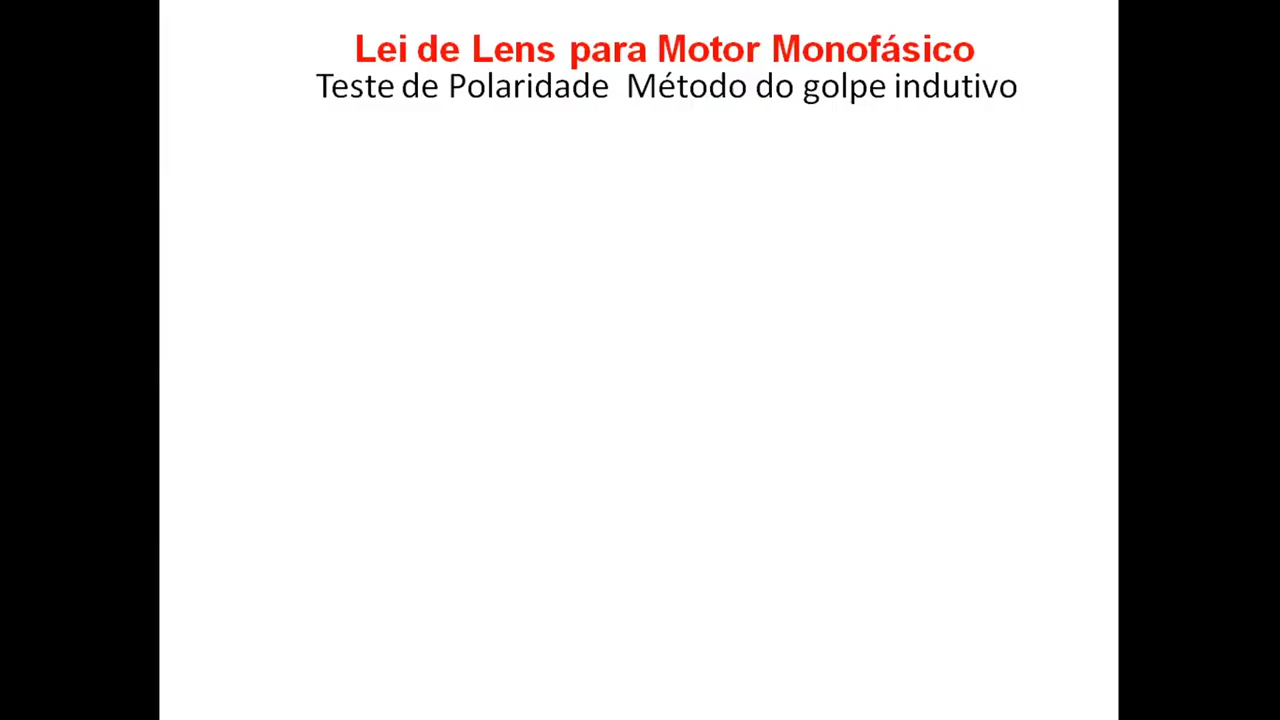 Lei de Lens para Motor Monofásico
Teste de Polaridade Método do golpe indutivo